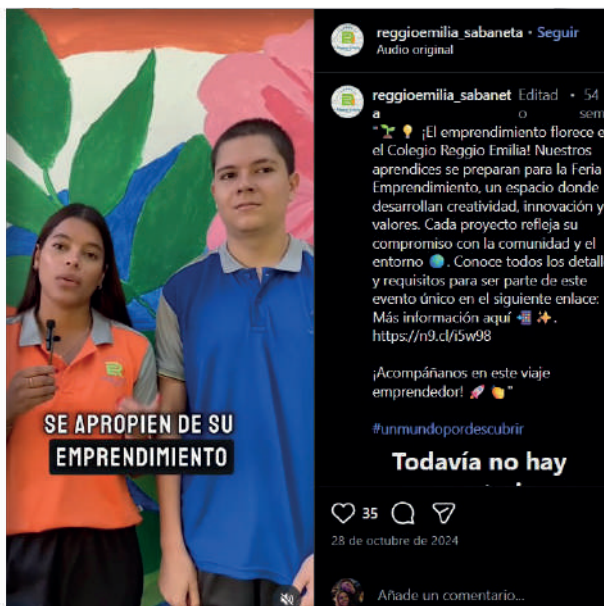 reggioemilia_sabaneta • Seguir
Audio original
reggioemilia_sabanet Editad • 54
a o sem
" 🌱 💡 ¡El emprendimiento florece e
el Colegio Reggio Emilia! Nuestros
aprendices se preparan para la Feria
Emprendimiento, un espacio donde
desarrollan creatividad, innovación y
valores. Cada proyecto refleja su
compromiso con la comunidad y el
entorno 🌍. Conoce todos los detall
y requisitos para ser parte de este
evento único en el siguiente enlace:
Más información aquí 📲 ✨.
https://n9.cl/i5w98
¡Acompáñanos en este viaje
emprendedor! 🚀 👏"
#unmundopordescubrir
Todavía no hay
35
28 de octubre de 2024
Añade un comentario...
SE APROPIEN DE SU
EMPRENDIMIENTO